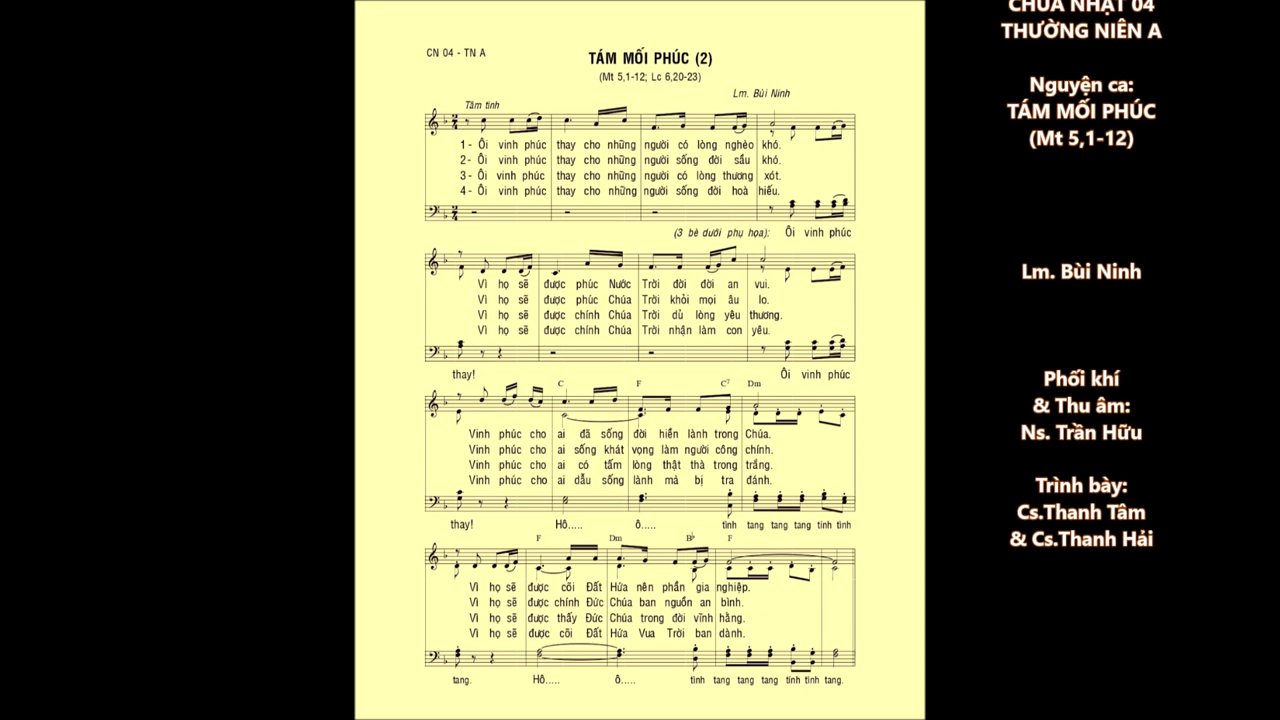 CN 04 - TN A
TÁM MỐI PHÚC (2)
(Mt 5,1-12; Lc 6,20-23)
Lm. Bùi Ninh
Tâm tình
1- Ôi vinh phúc thay cho những người có lòng nghèo khó.
2- Ôi vinh phúc thay cho những người sống đời sầu khó.
3- Ôi vinh phúc thay cho những người có lòng thương xót.
4- Ôi vinh phúc thay cho những người sống đời hoà hiếu.
(3 bè dưới phụ họa): Ôi vinh phúc
Vì họ sẽ được phúc Nước Trời đời đời an vui.
Vì họ sẽ được phúc Chúa Trời khỏi mọi âu lo.
Vì họ sẽ được chính Chúa Trời dủ lòng yêu thương.
Vì họ sẽ được chính Chúa Trời nhận làm con yêu.
thay! Ôi vinh phúc
C F C7 Dm
Vinh phúc cho ai đã sống đời hiền lành trong Chúa.
Vinh phúc cho ai sống khát vọng làm người công chính.
Vinh phúc cho ai có tấm lòng thật thà trong trắng.
Vinh phúc cho ai dẫu sống lành mà bị tra đánh.
thay! Hô..... ô..... tình tang tang tang tính tình
F Dm Bb F
Vì họ sẽ được cõi Đất Hứa nên phần gia nghiệp.
Vì họ sẽ được chính Đức Chúa ban nguồn an bình.
Vì họ sẽ được thấy Đức Chúa trong đời vĩnh hằng.
Vì họ sẽ được cõi Đất Hứa Vua Trời ban dành.
tang. Hô..... ô..... tình tang tang tang tính tình tang.
CHÚA NHẬT 04
THƯỜNG NIÊN A
Nguyện ca:
TÁM MỐI PHÚC
(Mt 5,1-12)
Lm. Bùi Ninh
Phối khí
& Thu âm:
Ns. Trần Hữu
Trình bày:
Cs.Thanh Tâm
& Cs.Thanh Hải